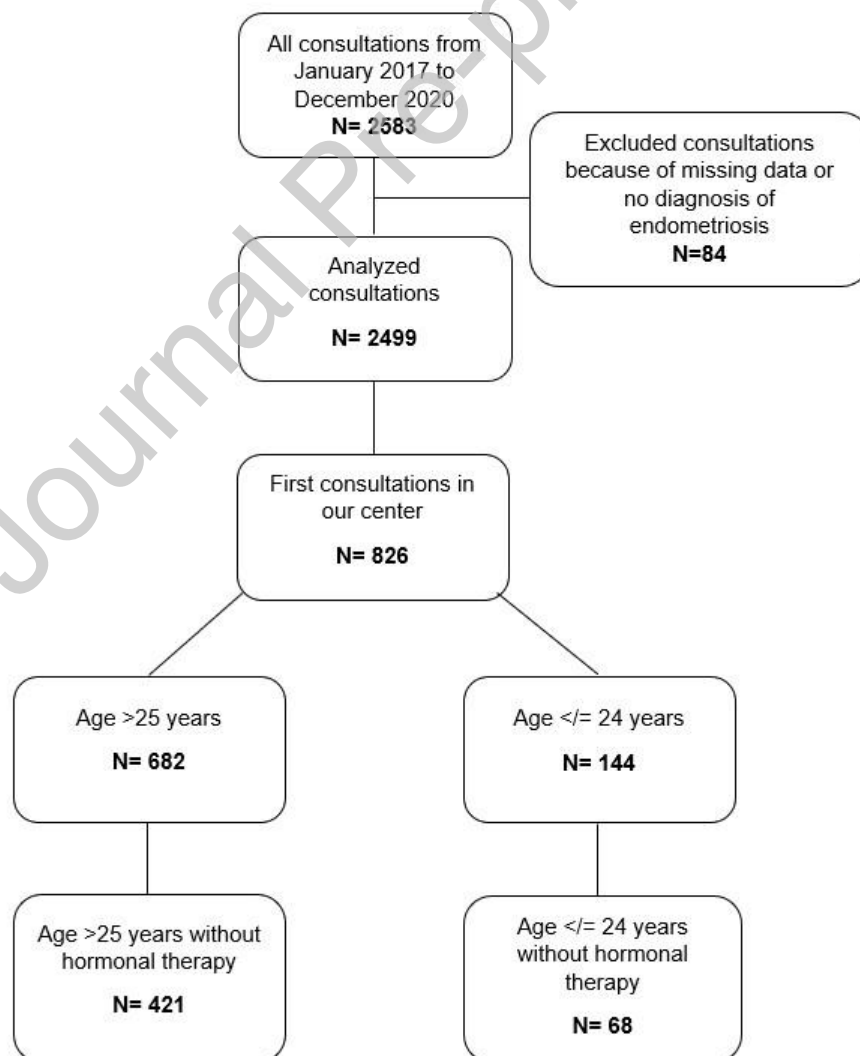 All consultations from
January 2017 to
December 2020
N= 2583
Excluded consultations
because of missing data or
no diagnosis of
endometriosis
N=84
Analyzed
consultations
N= 2499
First consultations in
our center
N= 826
Age >25 years
N= 682
Age </= 24 years
N= 144
Age >25 years without
hormonal therapy
N= 421
Age </= 24 years
without hormonal
therapy
N= 68
Journal Pre-p